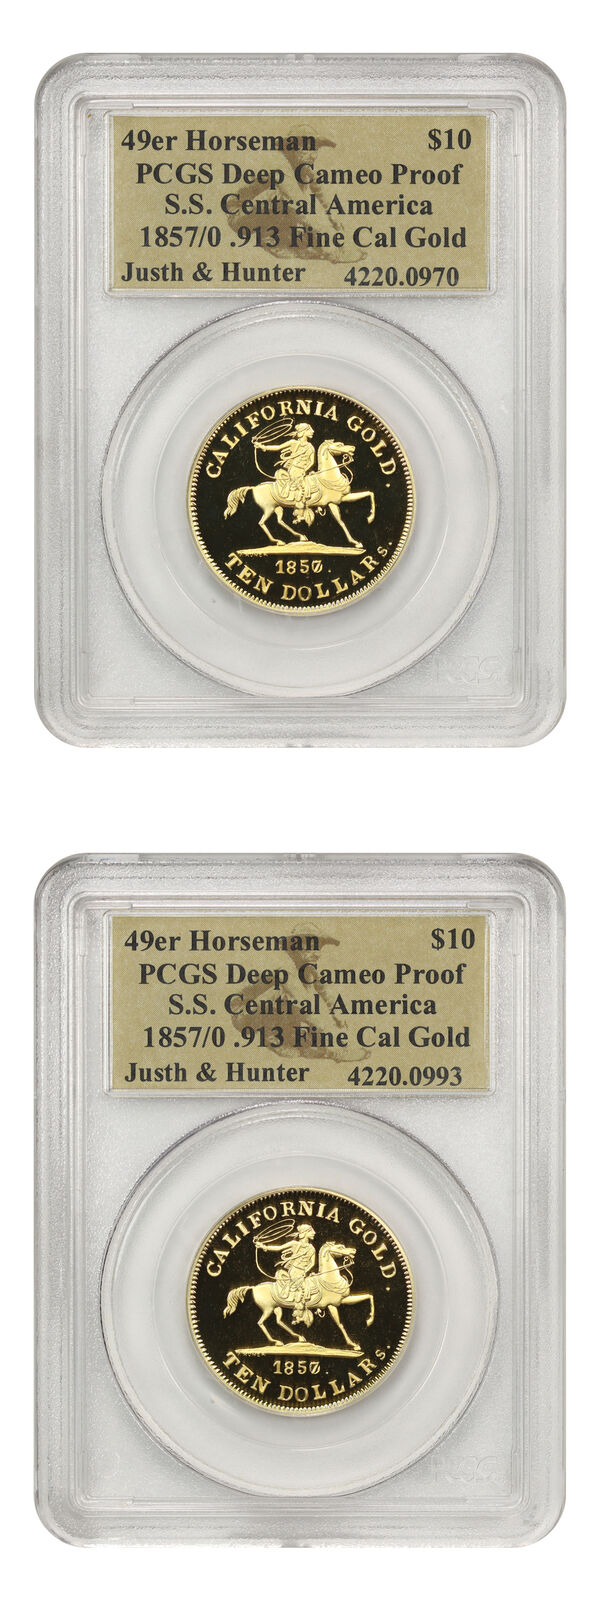 49er Horseman $10
PCGS Deep Cameo Proof
S.S. Central America
1857/0 .913 Fine Cal Gold
Justh & Hunter 4220.0970
CALIFORNIA GOLD.
1857.
TEN DOLLARS.
PCGS
49er Horseman $10
PCGS Deep Cameo Proof
S.S. Central America
1857/0 .913 Fine Cal Gold
Justh & Hunter 4220.0993
CALIFORNIA GOLD.
1857.
TEN DOLLARS.
PCGS